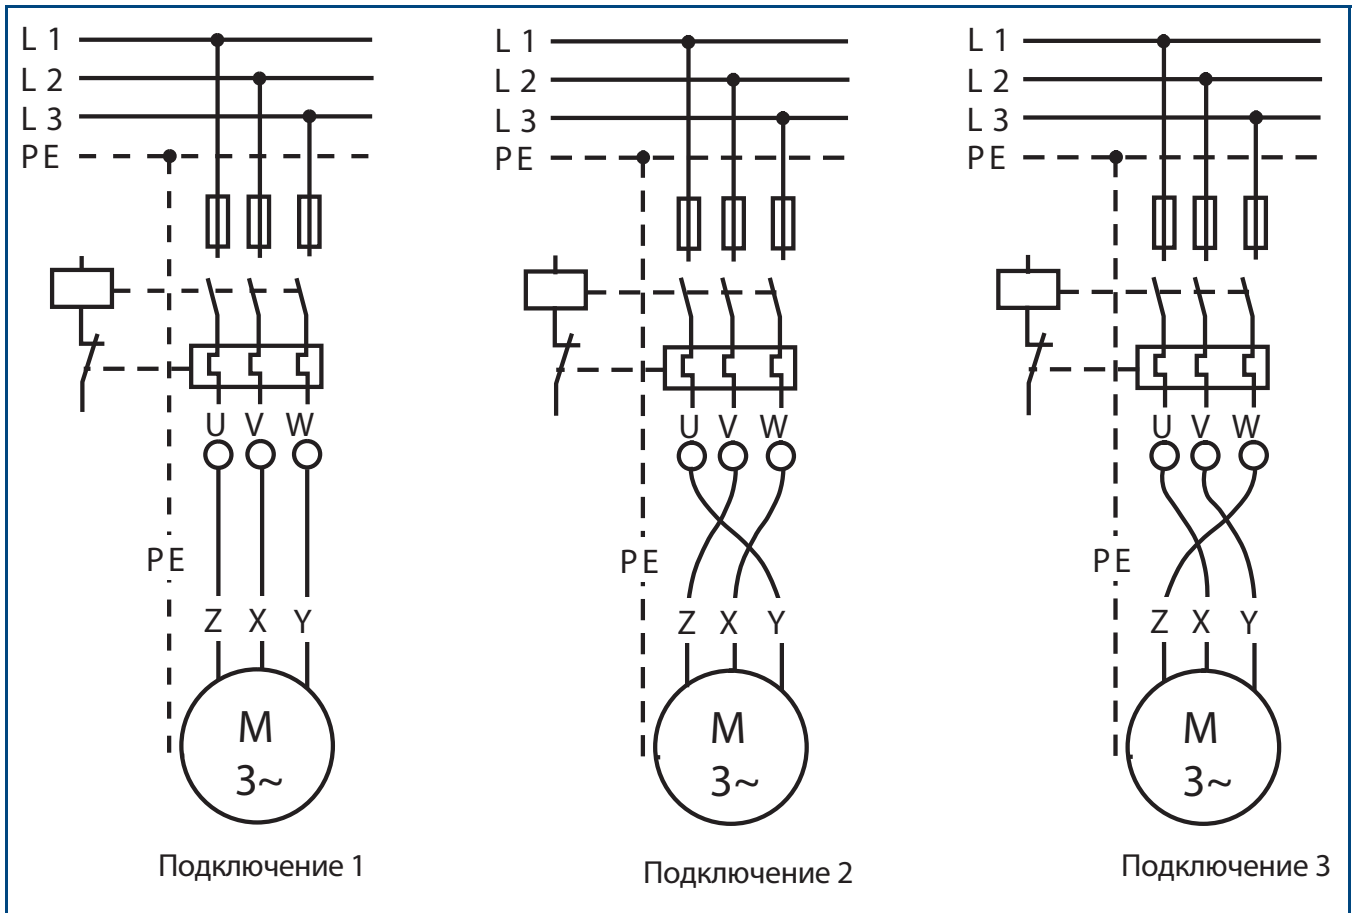 L 1
L 2
L 3
PE
U V W
PE
Z X Y
M
3~
Подключение 1
L 1
L 2
L 3
PE
U V W
PE
Z X Y
M
3~
Подключение 2
L 1
L 2
L 3
PE
U V W
PE
Z X Y
M
3~
Подключение 3